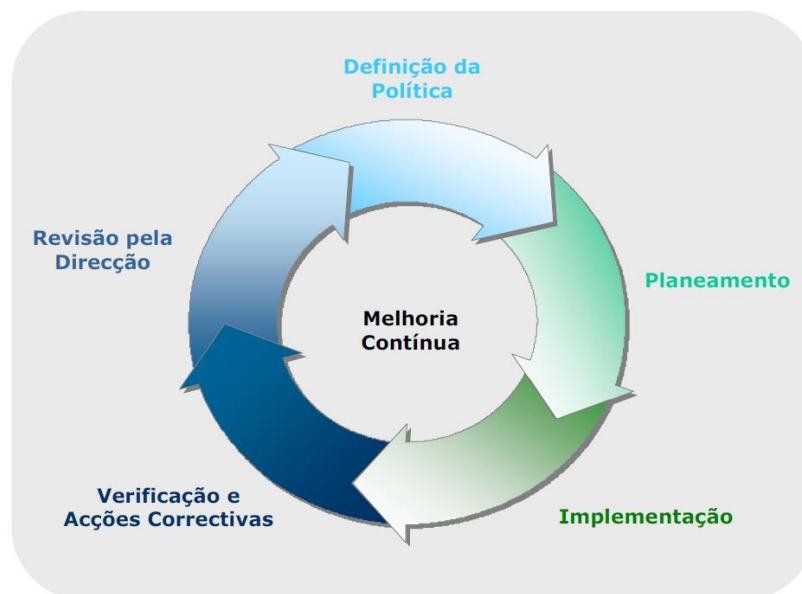 Definição da
Política
Revisão pela
Direcção
Planeamento
Melhoria
Contínua
Verificação e
Acções Correctivas
Implementação